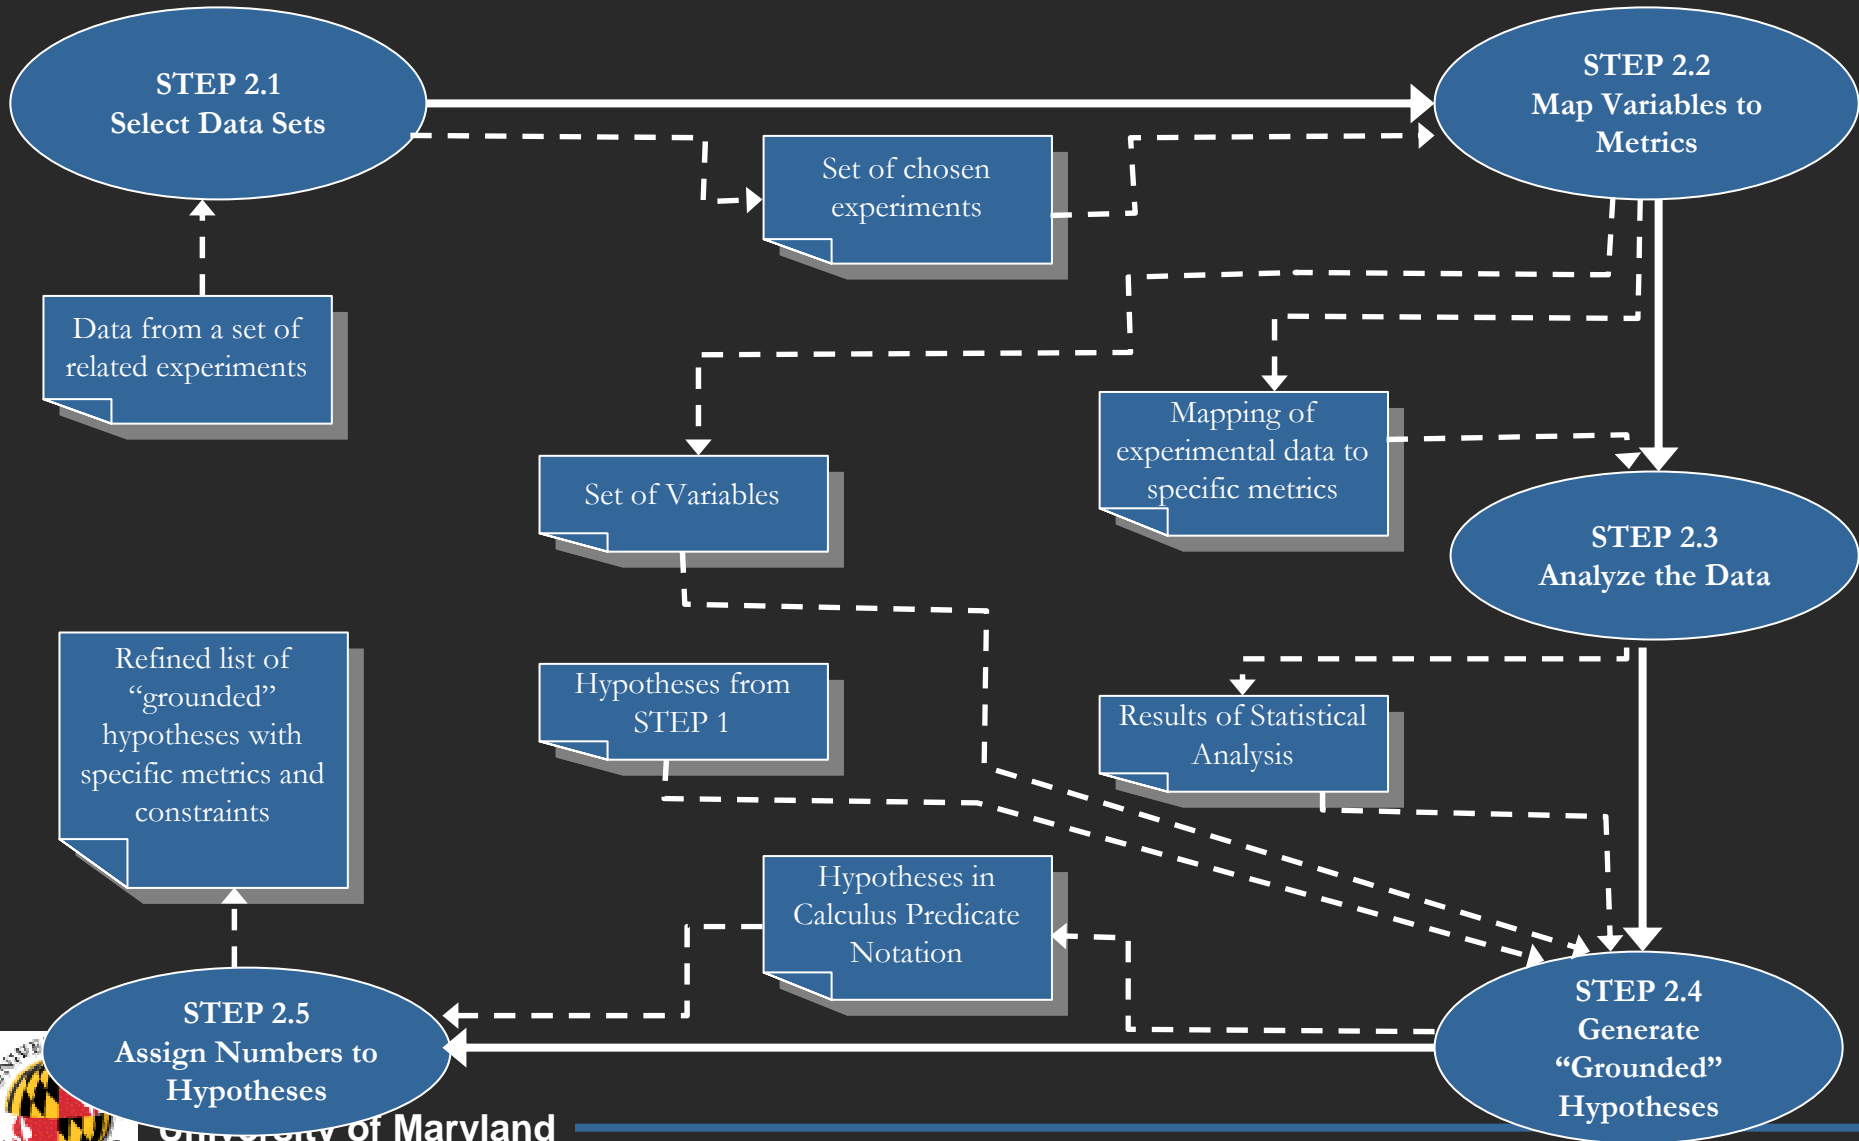 STEP 2.1
Select Data Sets
STEP 2.2
Map Variables to
Metrics
Set of chosen
experiments
Data from a set of
related experiments
Mapping of
experimental data to
specific metrics
Set of Variables
STEP 2.3
Analyze the Data
Refined list of
“grounded”
hypotheses with
specific metrics and
constraints
Hypotheses from
STEP 1
Results of Statistical
Analysis
Hypotheses in
Calculus Predicate
Notation
STEP 2.4
Generate
“Grounded”
Hypotheses
STEP 2.5
Assign Numbers to
Hypotheses
University of Maryland